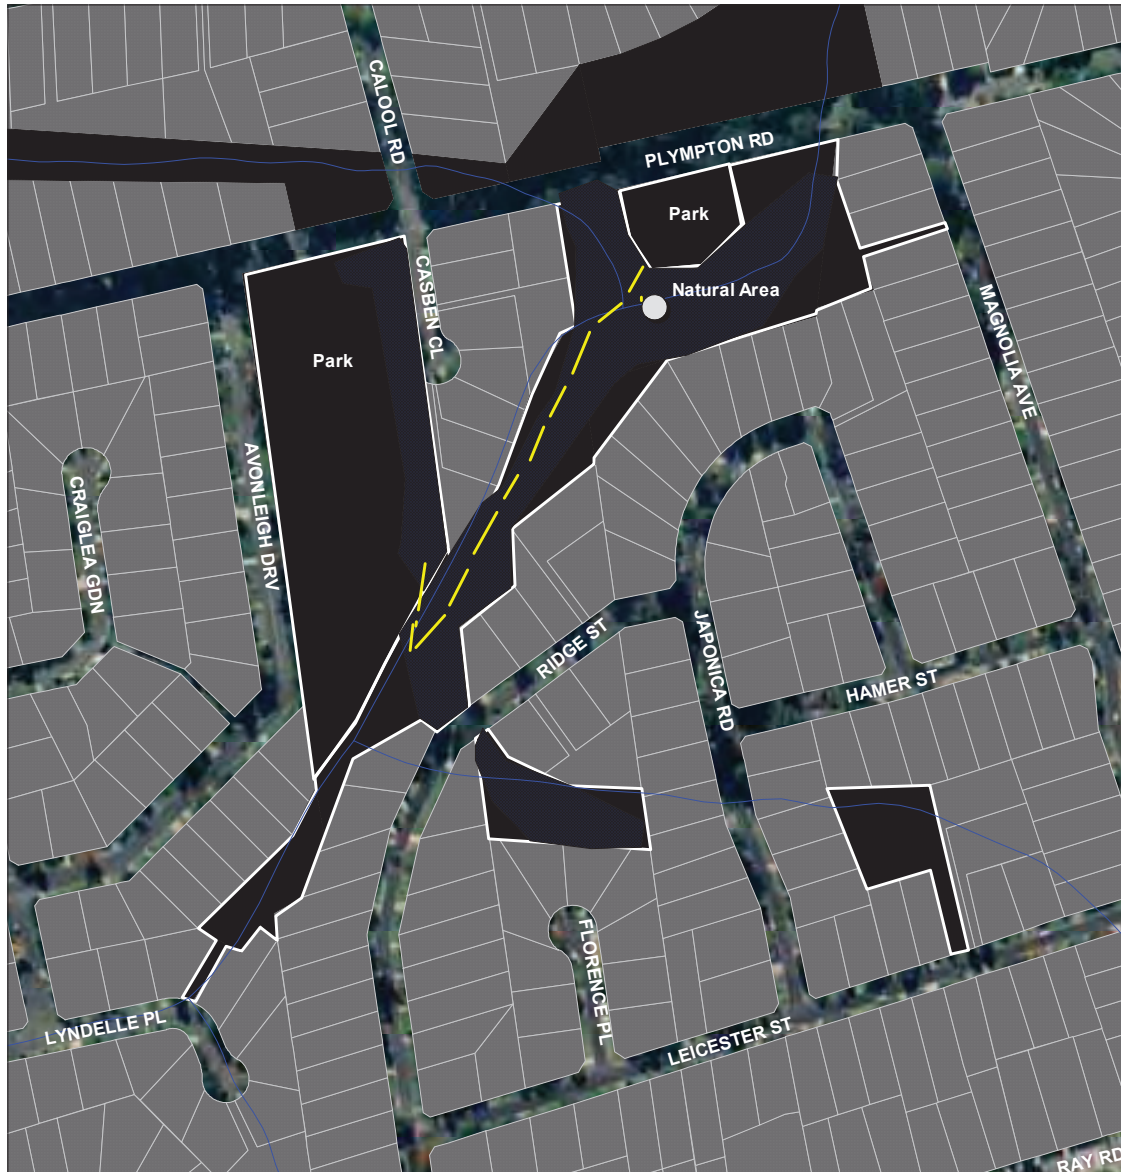 CALOOL RD
PLYMPTON RD
Park
CASBEN CL
Natural Area
MAGNOLIA AVE
Park
AVONLEIGH DRV
CRAIGLEA GDN
RIDGE ST
JAPONICA RD
HAMER ST
FLORENCE PL
LYNDELLE PL
LEICESTER ST
RAY RD